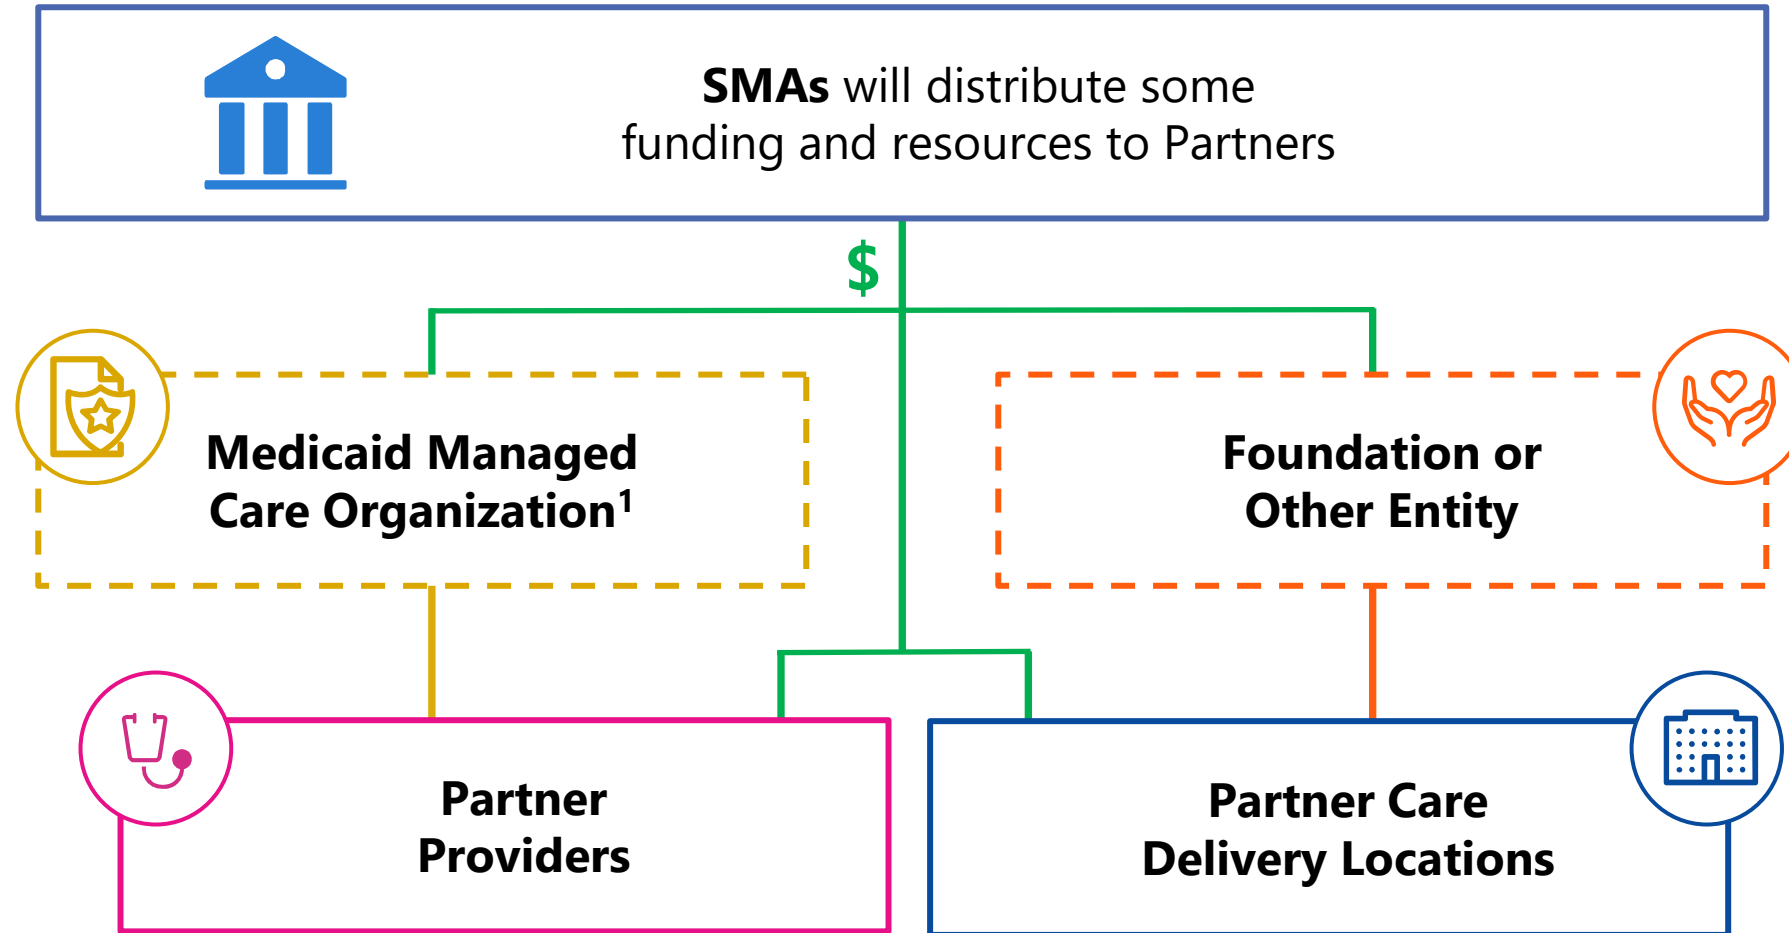 SMAs will distribute some
funding and resources to Partners
$
Medicaid Managed
Care Organization¹
Foundation or
Other Entity
Partner
Providers
Partner Care
Delivery Locations